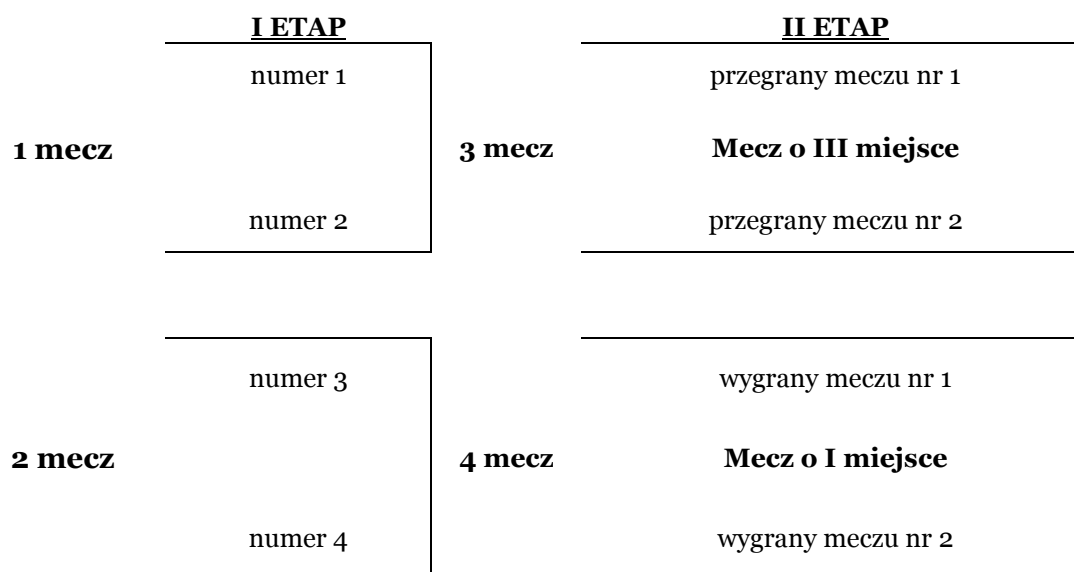 I ETAP II ETAP
numer 1 przegrany meczu nr 1
1 mecz 3 mecz Mecz o III miejsce
numer 2 przegrany meczu nr 2
numer 3 wygrany meczu nr 1
2 mecz 4 mecz Mecz o I miejsce
numer 4 wygrany meczu nr 2